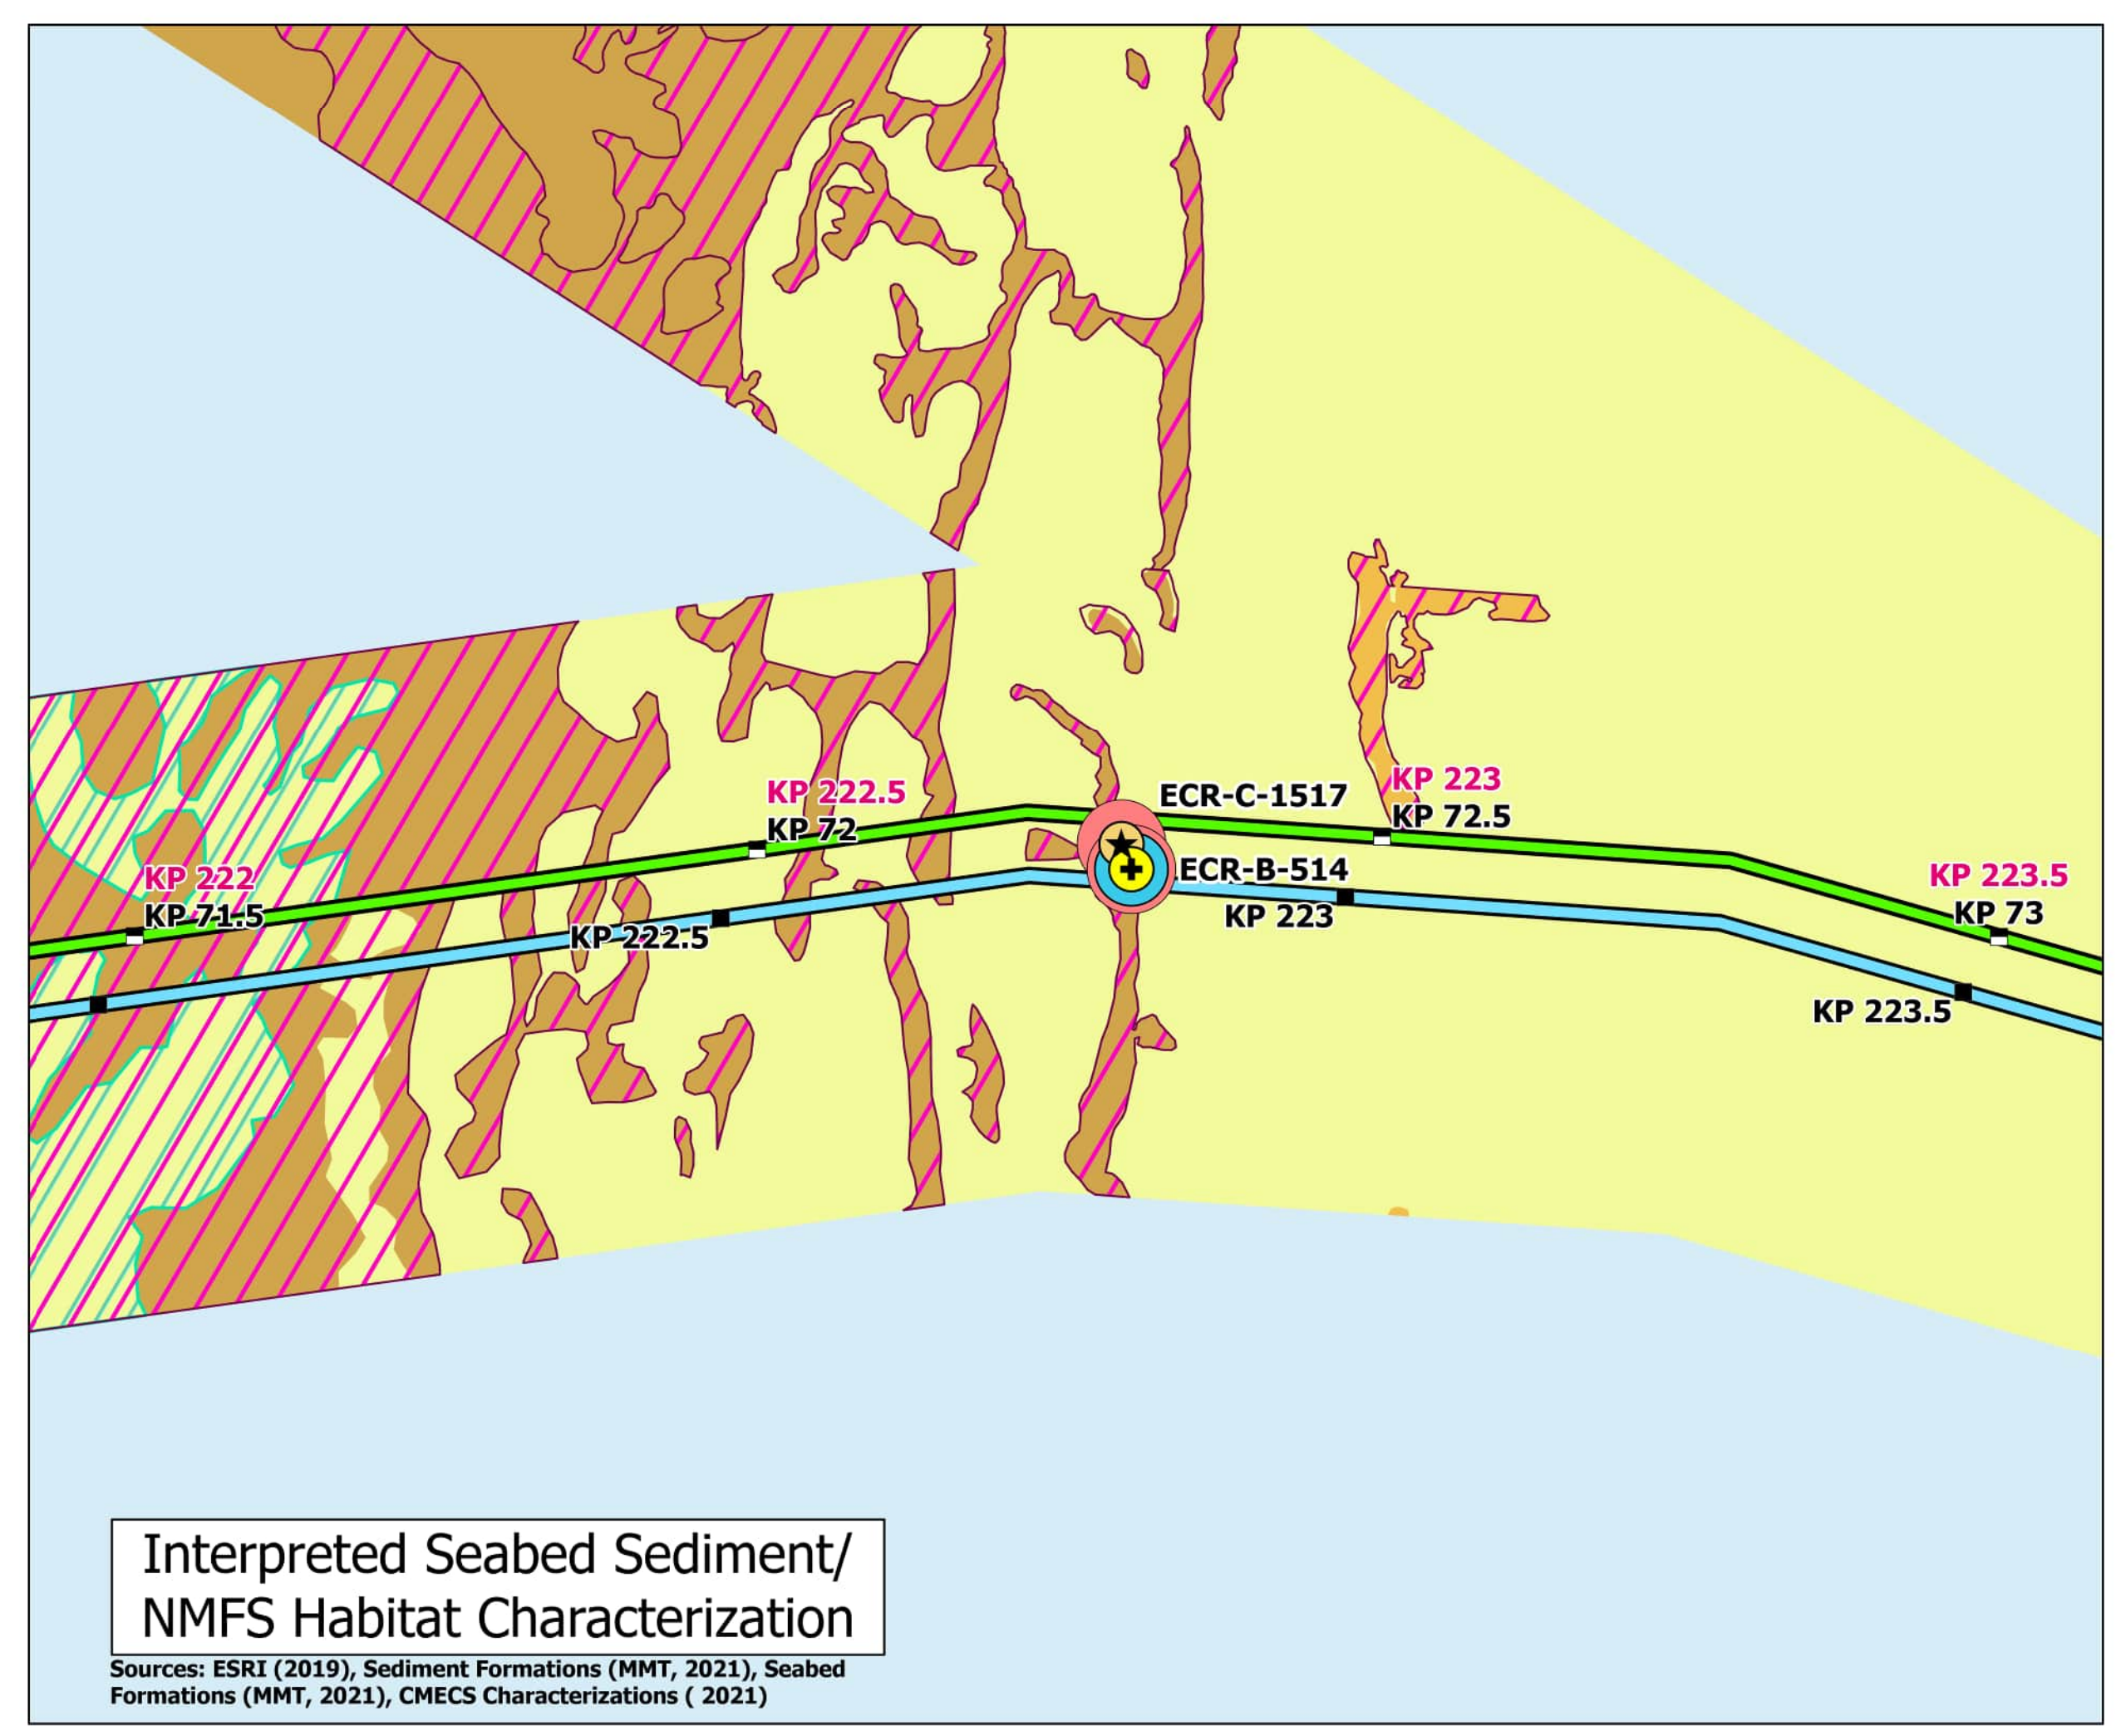 KP 222.5
KP 72
ECR-C-1517
KP 223
KP 72.5
KP 222
KP 71.5
ECR-B-514
KP 223
KP 222.5
KP 223.5
KP 73
KP 223.5
Interpreted Seabed Sediment/
NMFS Habitat Characterization
Sources: ESRI (2019), Sediment Formations (MMT, 2021), Seabed
Formations (MMT, 2021), CMECS Characterizations ( 2021)